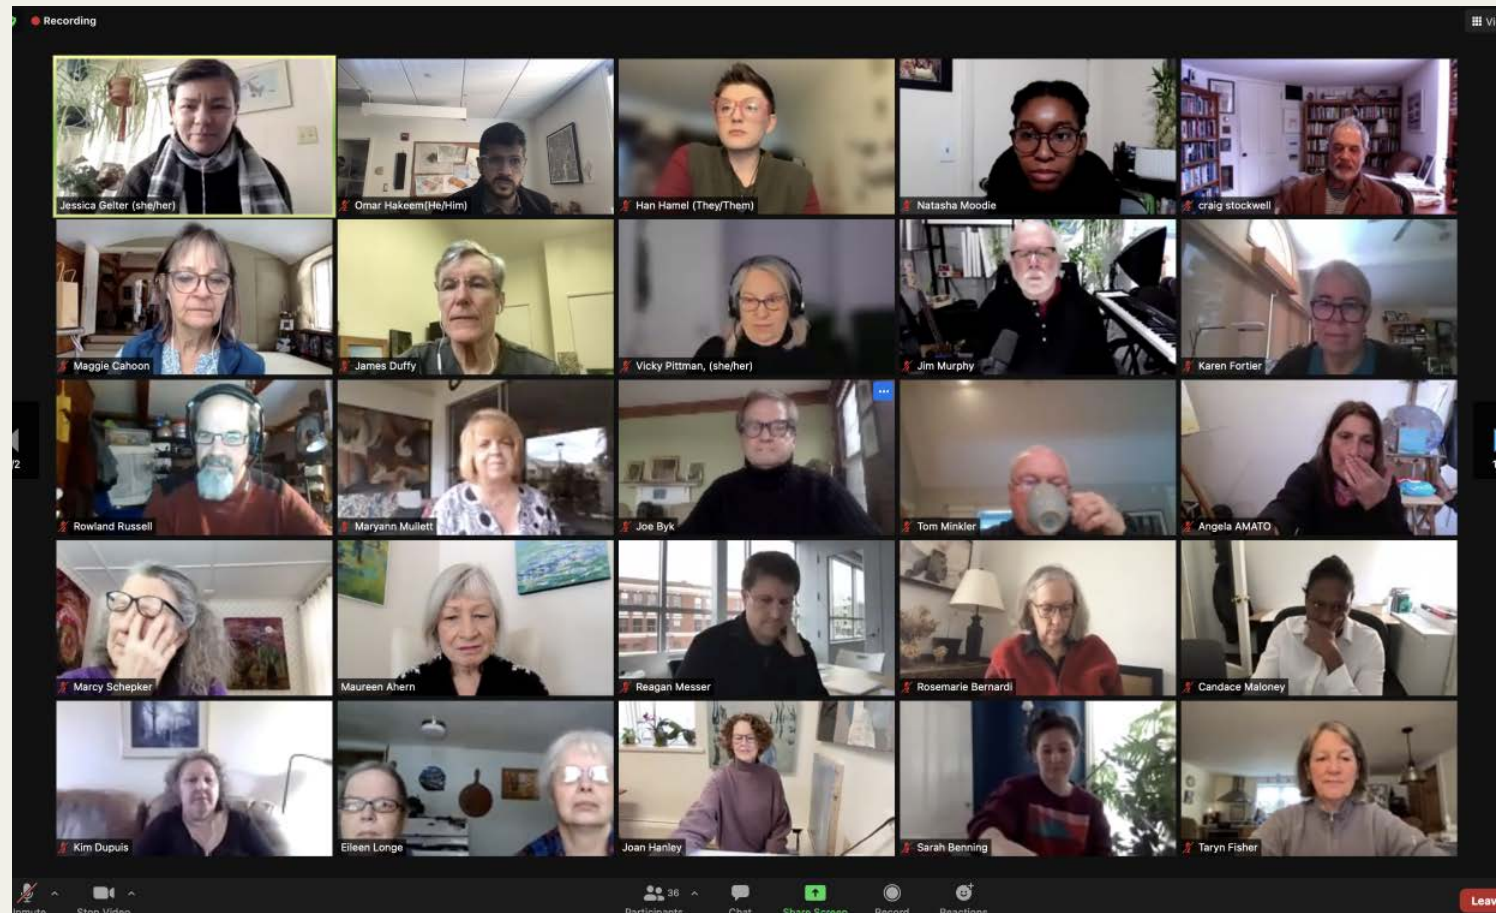 Recording
Jessica Gelter (she/her)
Omar Hakeem(He/Him)
Han Hamel (They/Them)
Natasha Moodie
craig stockwell
Maggie Cahoon
James Duffy
Vicky Pittman, (she/her)
Jim Murphy
Karen Fortier
Rowland Russell
Maryann Mullett
Joe Byk
Tom Minkler
Angela AMATO
Marcy Schepker
Maureen Ahern
Reagan Messer
Rosemarie Bernardi
Candace Maloney
Kim Dupuis
Eileen Longe
Joan Hanley
Sarah Benning
Taryn Fisher
36
Stop Video
Participants
Chat
Share Screen
Record
Reactions